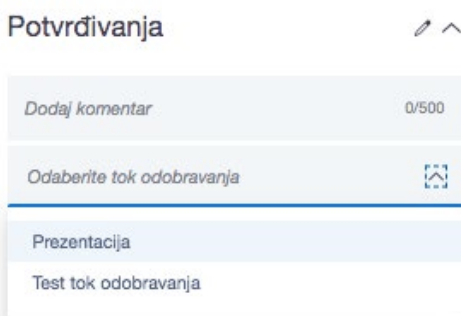 Potvrđivanja
Dodaj komentar 0/500
Odaberite tok odobravanja
Prezentacija
Test tok odobravanja